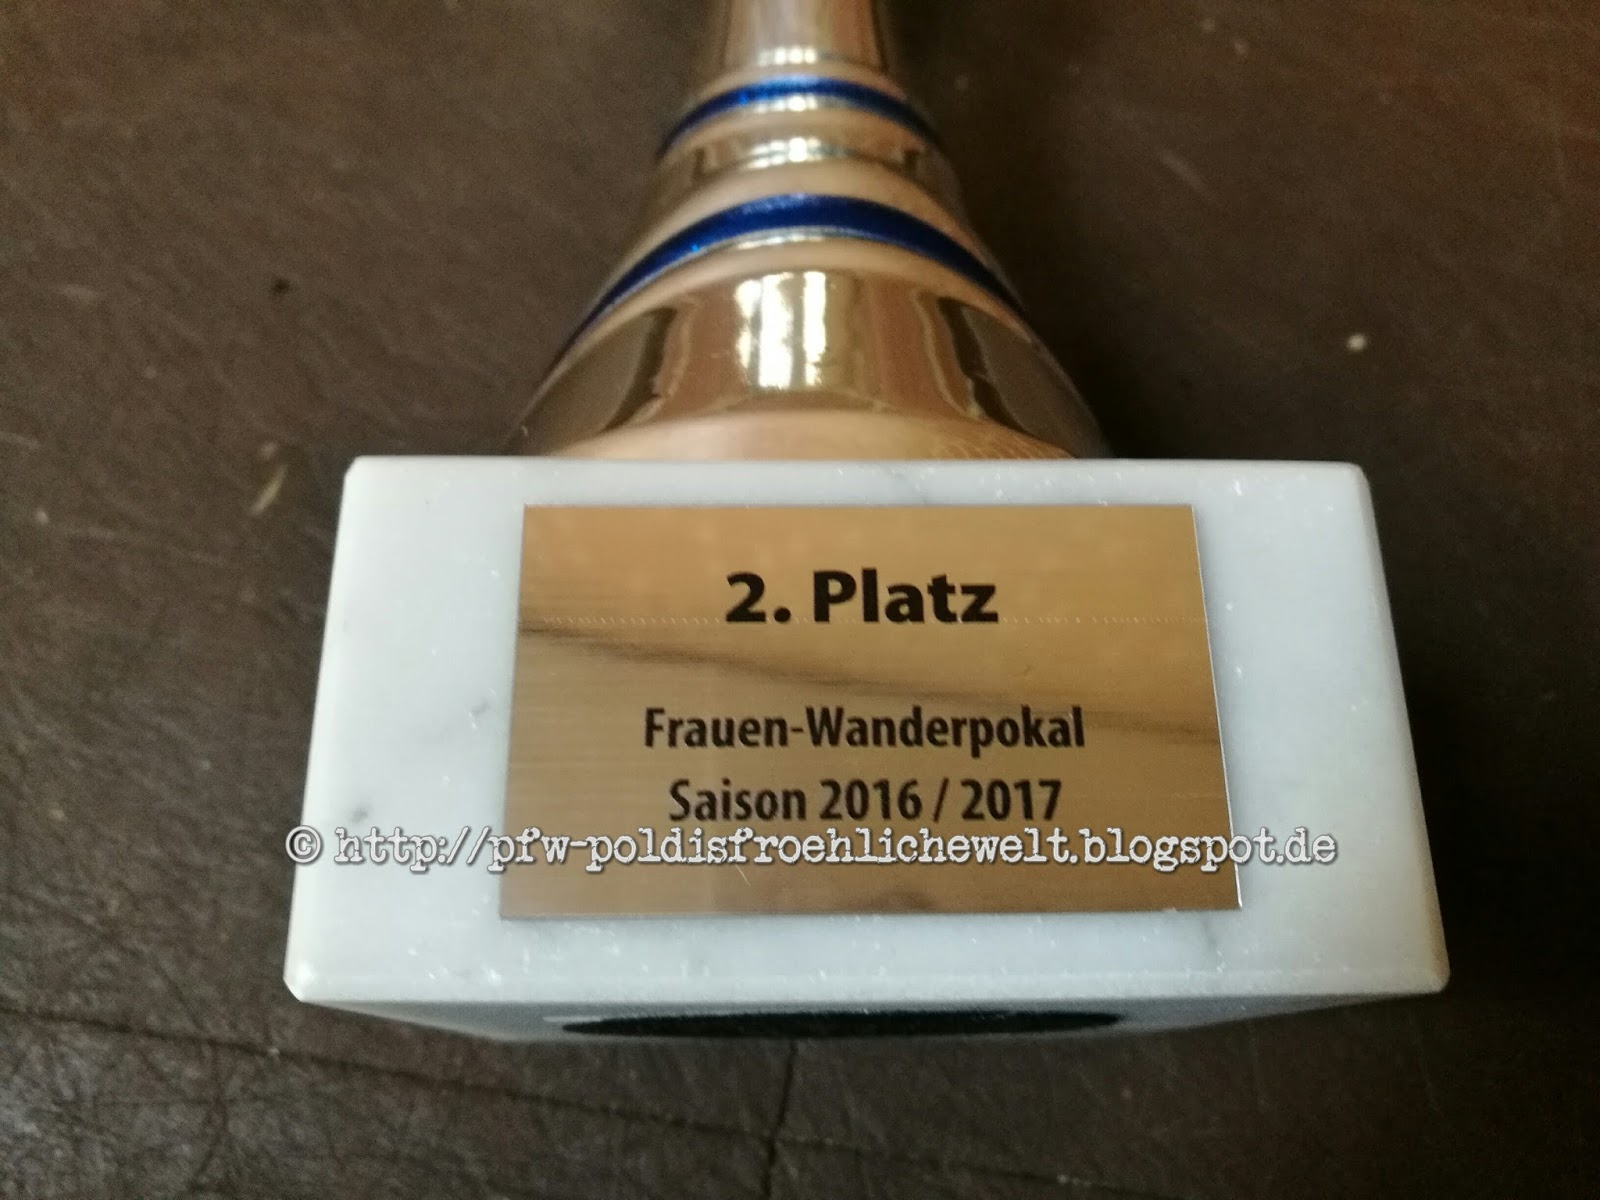 2. Platz
Frauen-Wanderpokal
Saison 2016 / 2017
© http://pfw-poldisfroehlichewelt.blogspot.de